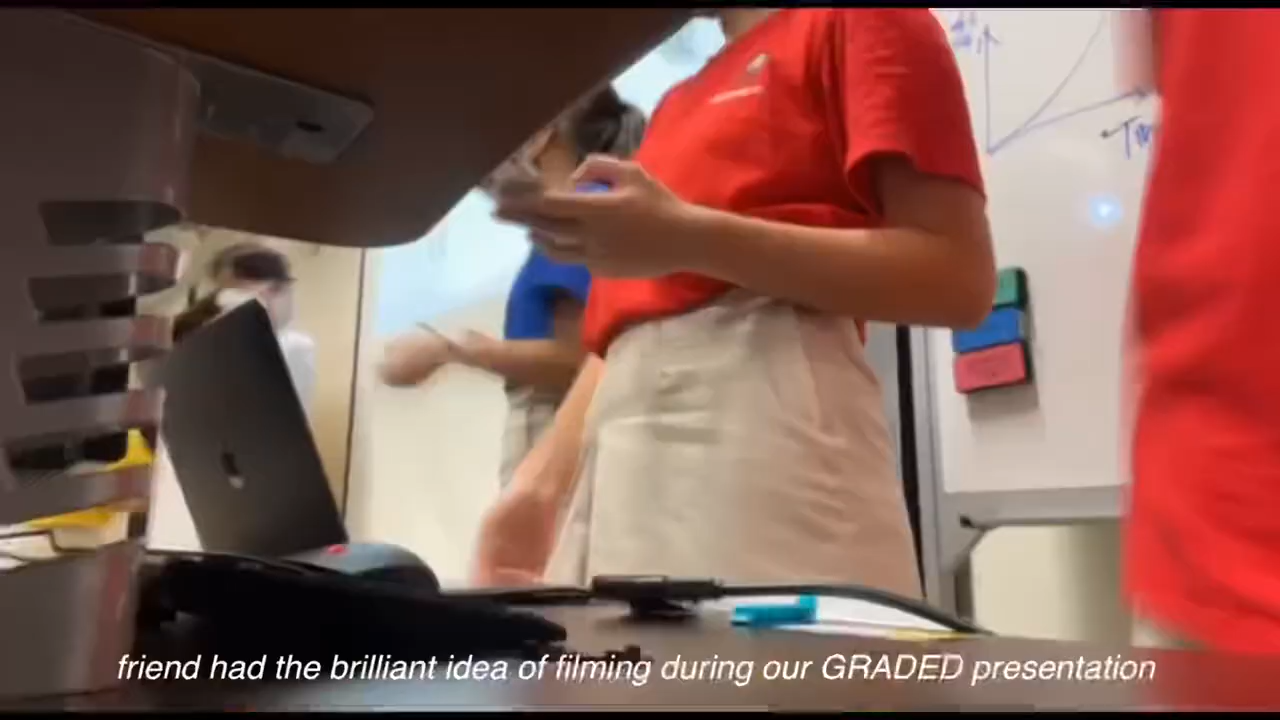 friend had the brilliant idea of filming during our GRADED presentation